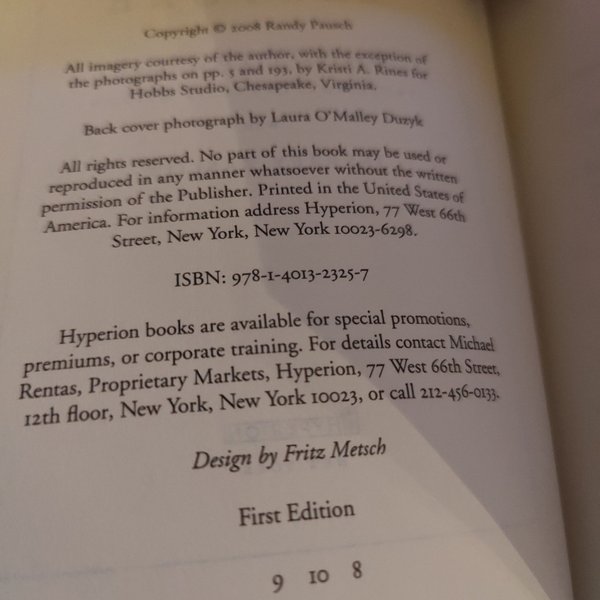 Copyright © 2008 Randy Pausch
All imagery courtesy of the author, with the exception of
the photographs on pp. 5 and 193, by Kristi A. Rines for
Hobbs Studio, Chesapeake, Virginia.
Back cover photograph by Laura O'Malley Duzyk
All rights reserved. No part of this book may be used or
reproduced in any manner whatsoever without the written
permission of the Publisher. Printed in the United States of
America. For information address Hyperion, 77 West 66th
Street, New York, New York 10023-6298.
ISBN: 978-1-4013-2325-7
Hyperion books are available for special promotions,
premiums, or corporate training. For details contact Michael
Rentas, Proprietary Markets, Hyperion, 77 West 66th Street,
12th floor, New York, New York 10023, or call 212-456-0133.
Design by Fritz Metsch
First Edition
9 10 8